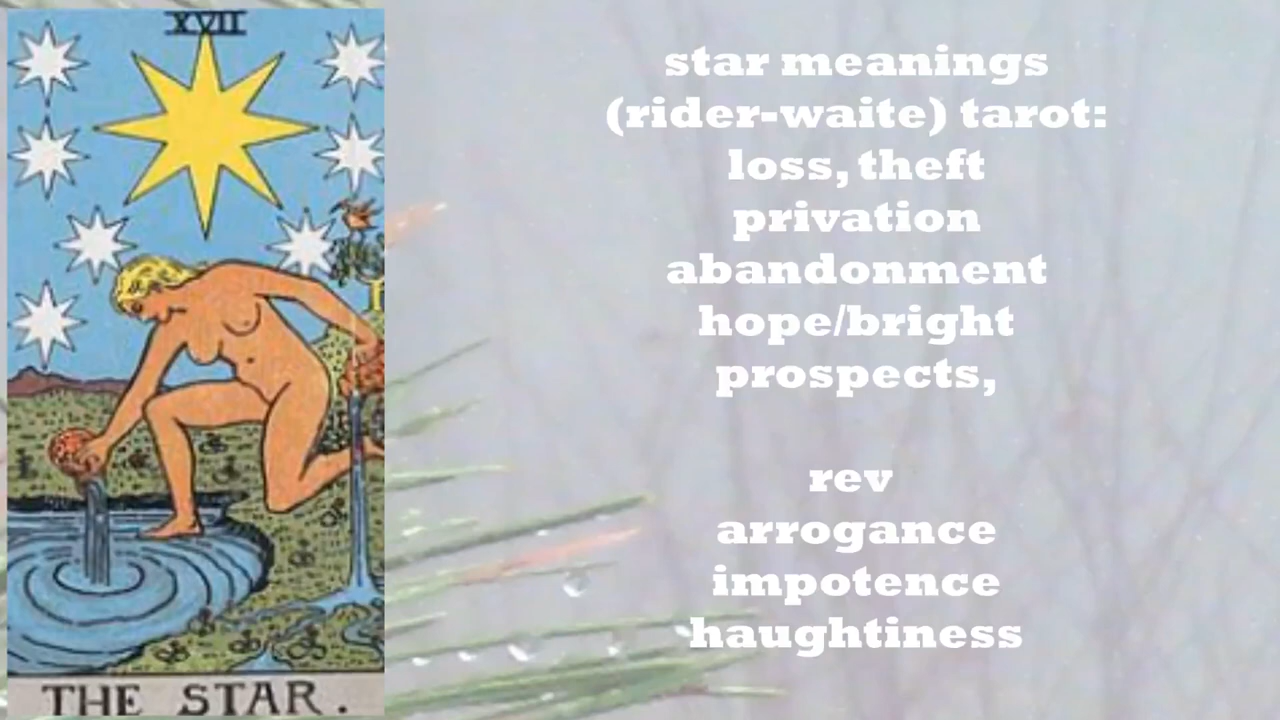 XVII
THE STAR.
star meanings
(rider-waite) tarot:
loss, theft
privation
abandonment
hope/bright
prospects,
rev
arrogance
impotence
haughtiness